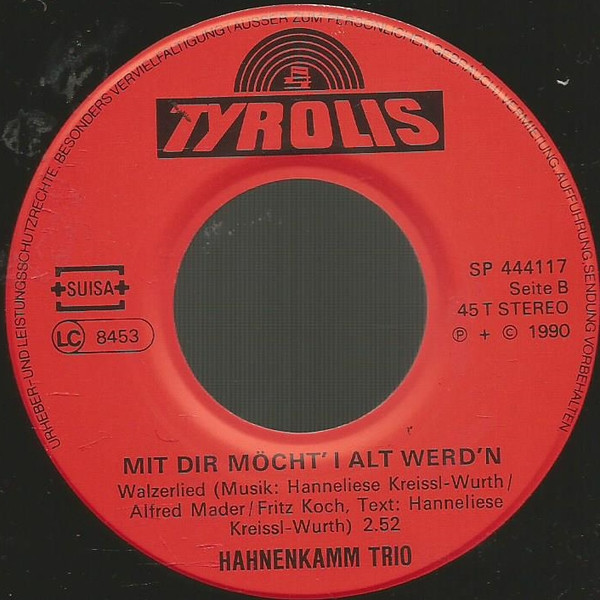 URHEBER- UND LEISTUNGSSCHUTZRECHTE, BESONDERS VERVIELFÄLTIGUNG AUSSER ZUM PERSÖNLICHEN GEBRAUCH, VERMIETUNG, AUFFÜHRUNG, SENDUNG VORBEHALTEN
TYROLIS
SUISA
LC 8453
SP 444117
Seite B
45 T STEREO
℗ + © 1990
MIT DIR MÖCHT' I ALT WERD'N
Walzerlied (Musik: Hanneliese Kreissl-Wurth/
Alfred Mader/Fritz Koch, Text: Hanneliese
Kreissl-Wurth) 2.52
HAHNENKAMM TRIO